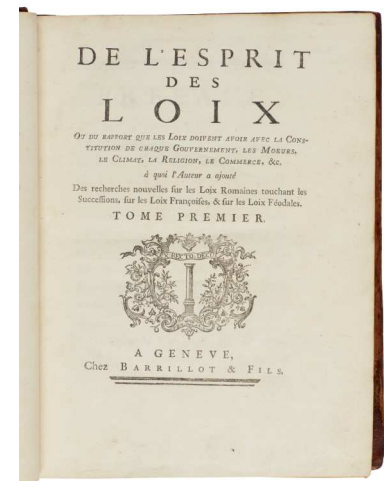 DE L'ESPRIT
DES
LOIX
OU DU RAPPORT QUE LES LOIX DOIVENT AVOIR AVEC LA CONS-
TITUTION DE CHAQUE GOUVERNEMENT, LES MOEURS,
LE CLIMAT, LA RELIGION, LE COMMERCE, &c.
à quoi l'Auteur a ajouté
Des recherches nouvelles sur les Loix Romaines touchant les
Successions, sur les Loix Françoises, & sur les Loix Féodales.
TOME PREMIER.
A GENEVE,
Chez BARRILLOT & FILS.